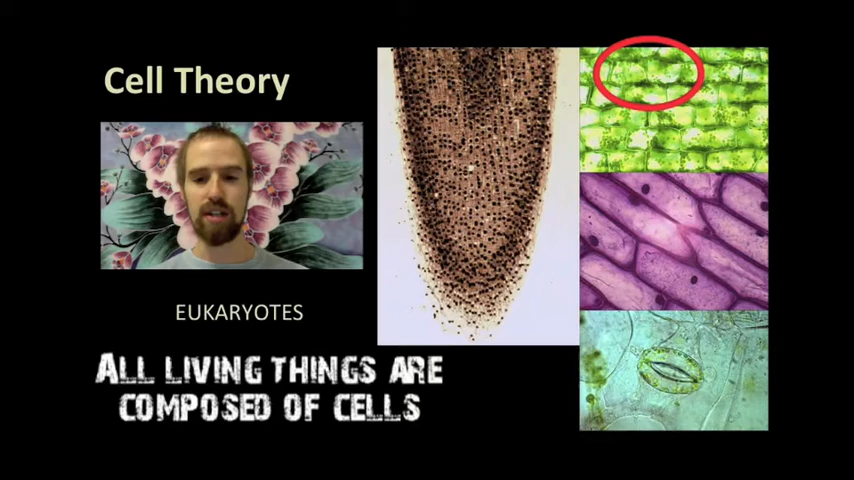 Cell Theory
EUKARYOTES
ALL LIVING THINGS ARE
COMPOSED OF CELLS